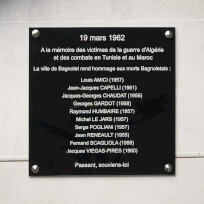 19 mars 1962
A la mémoire des victimes de la guerre d'Algérie
et des combats en Tunisie et au Maroc
La ville de Bagnolet rend hommage aux morts Bagnoletais :
Louis AMICI (1957)
Jean-Jacques CAPELLI (1961)
Jacques-Georges CHAUDAT (1956)
Georges GARDOT (1958)
Raymond HUMBAIRE (1957)
Michel LE JARS (1957)
Serge POGLIANI (1957)
Jean RENEAULT (1955)
Fernand SCAGLIOLA (1959)
Jacques VIEGAS-PIRES (1960)
Passant, souviens-toi